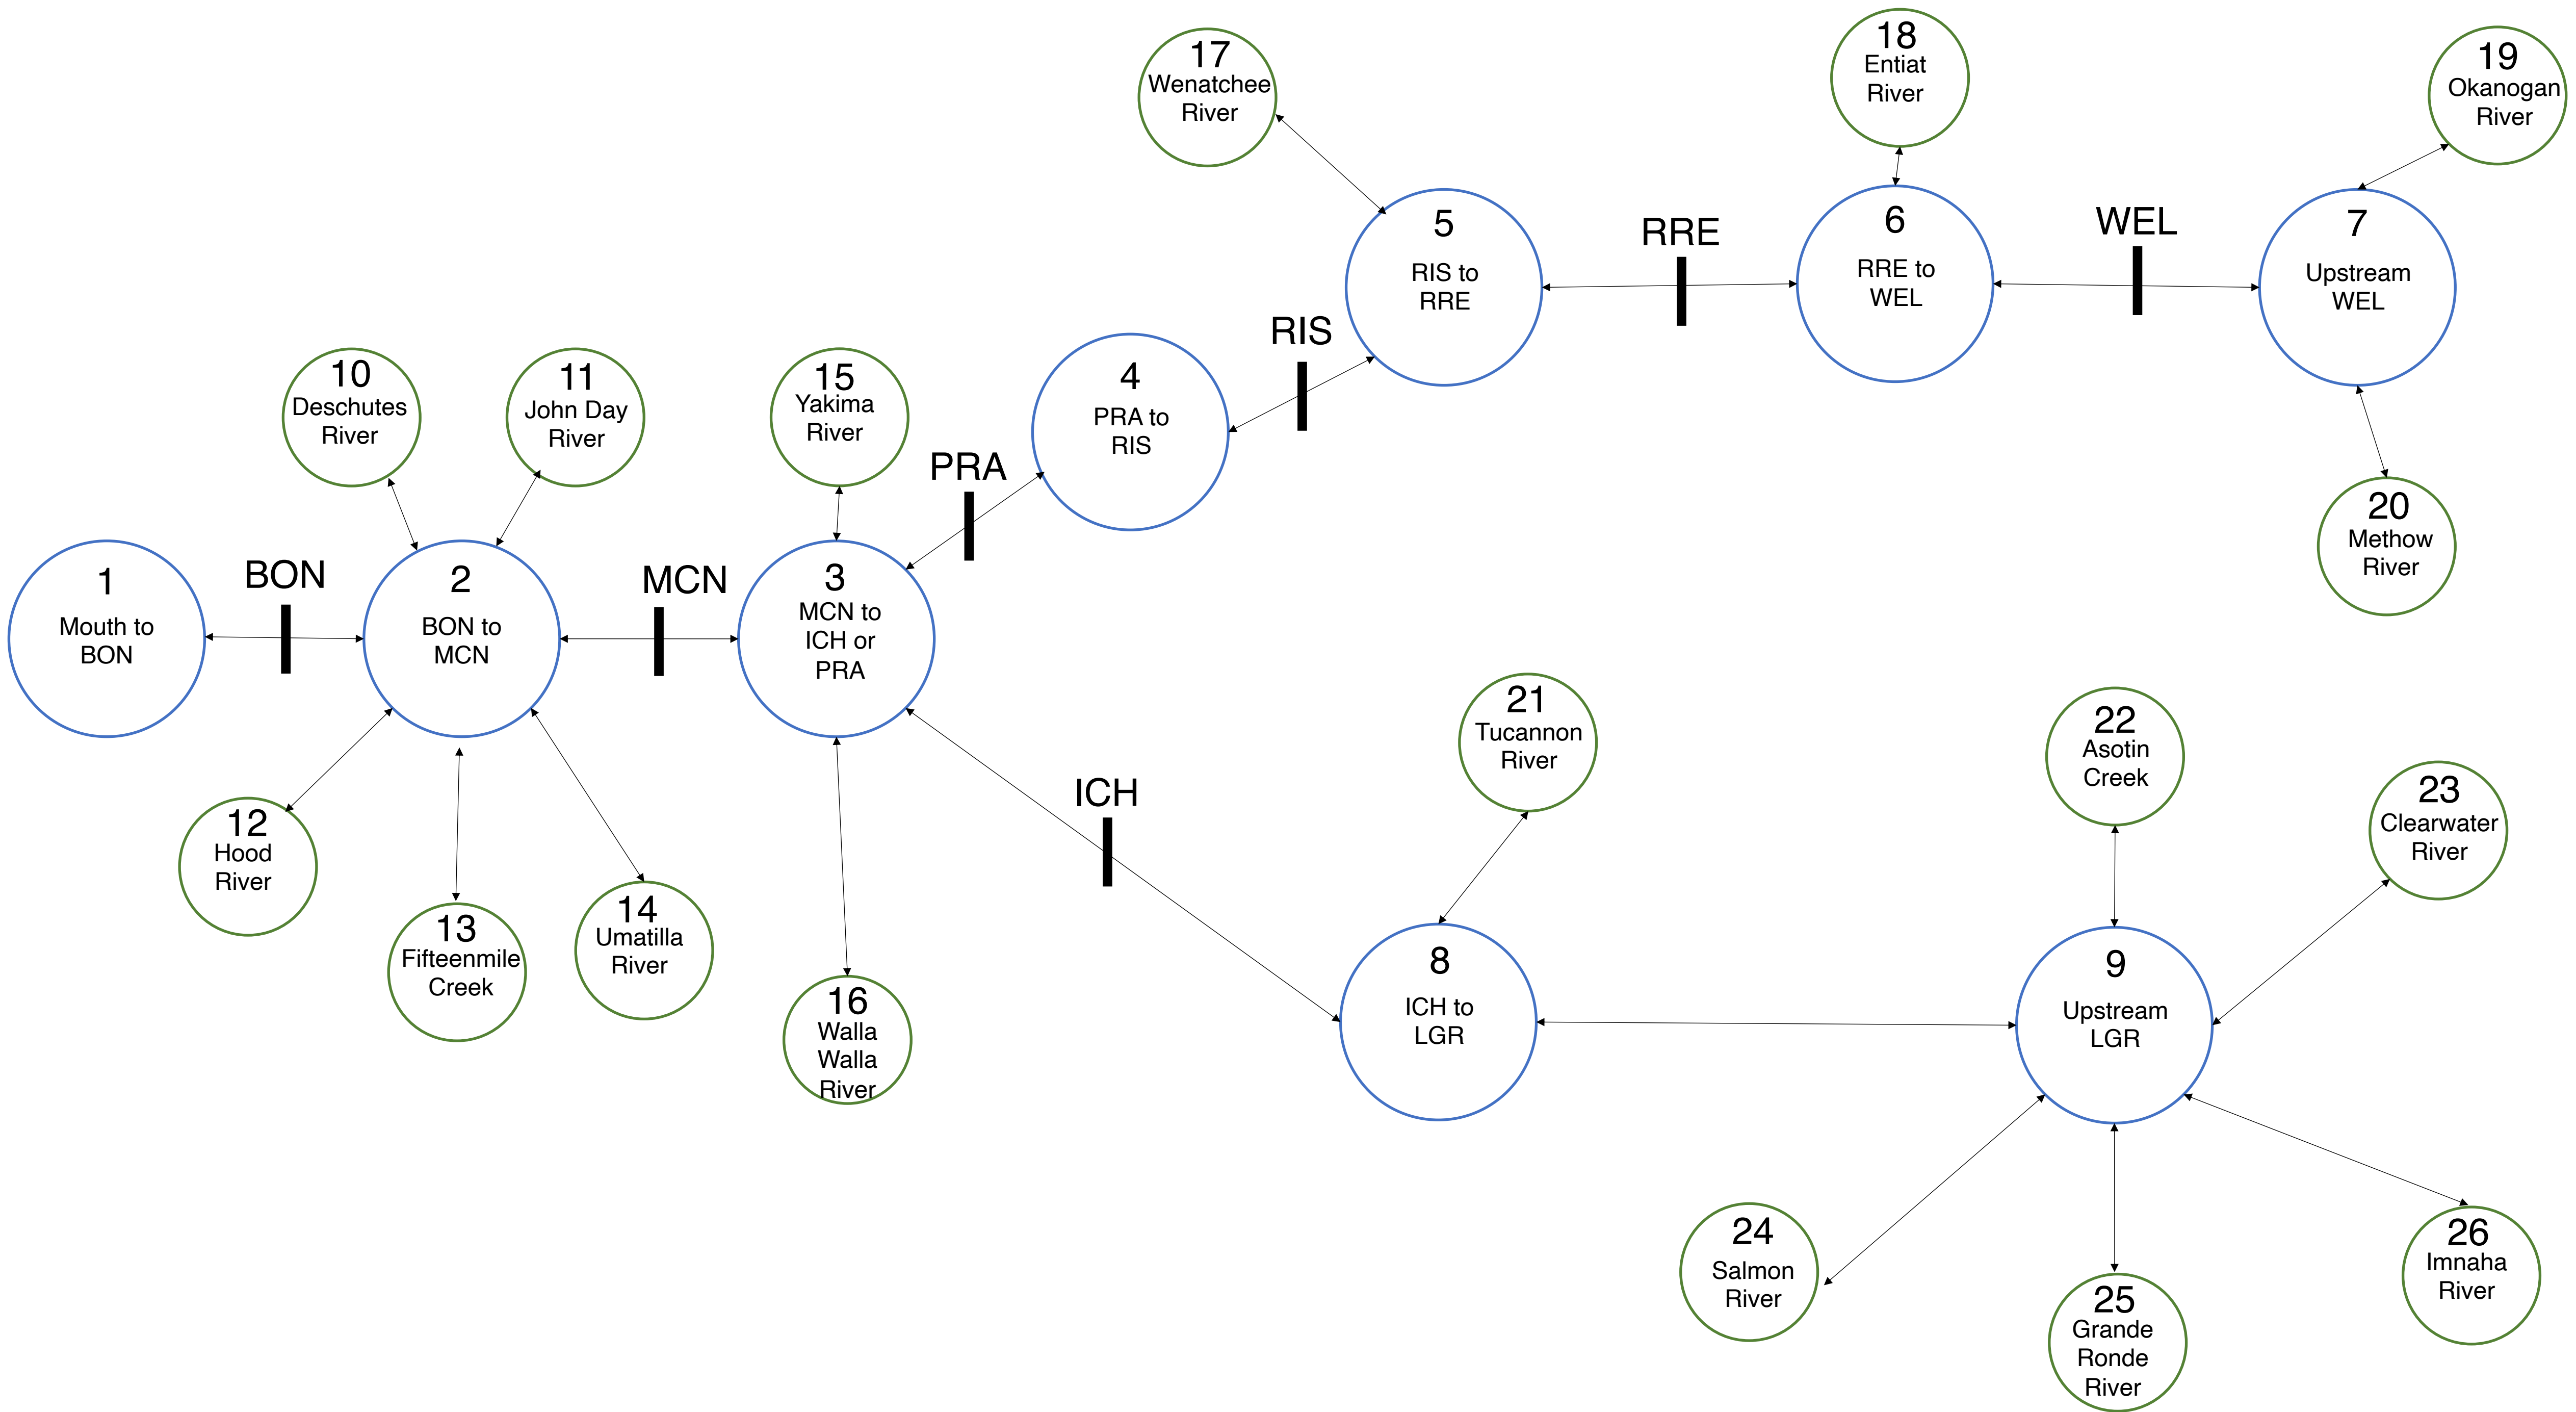 17
Wenatchee
River
18
Entiat
River
19
Okanogan
River
5
RIS to
RRE
RRE
6
RRE to
WEL
WEL
7
Upstream
WEL
RIS
10
Deschutes
River
11
John Day
River
15
Yakima
River
4
PRA to
RIS
PRA
20
Methow
River
1
Mouth to
BON
BON
2
BON to
MCN
MCN
3
MCN to
ICH or
PRA
21
Tucannon
River
22
Asotin
Creek
23
Clearwater
River
ICH
12
Hood
River
13
Fifteenmile
Creek
14
Umatilla
River
16
Walla
Walla
River
8
ICH to
LGR
9
Upstream
LGR
24
Salmon
River
25
Grande
Ronde
River
26
Imnaha
River